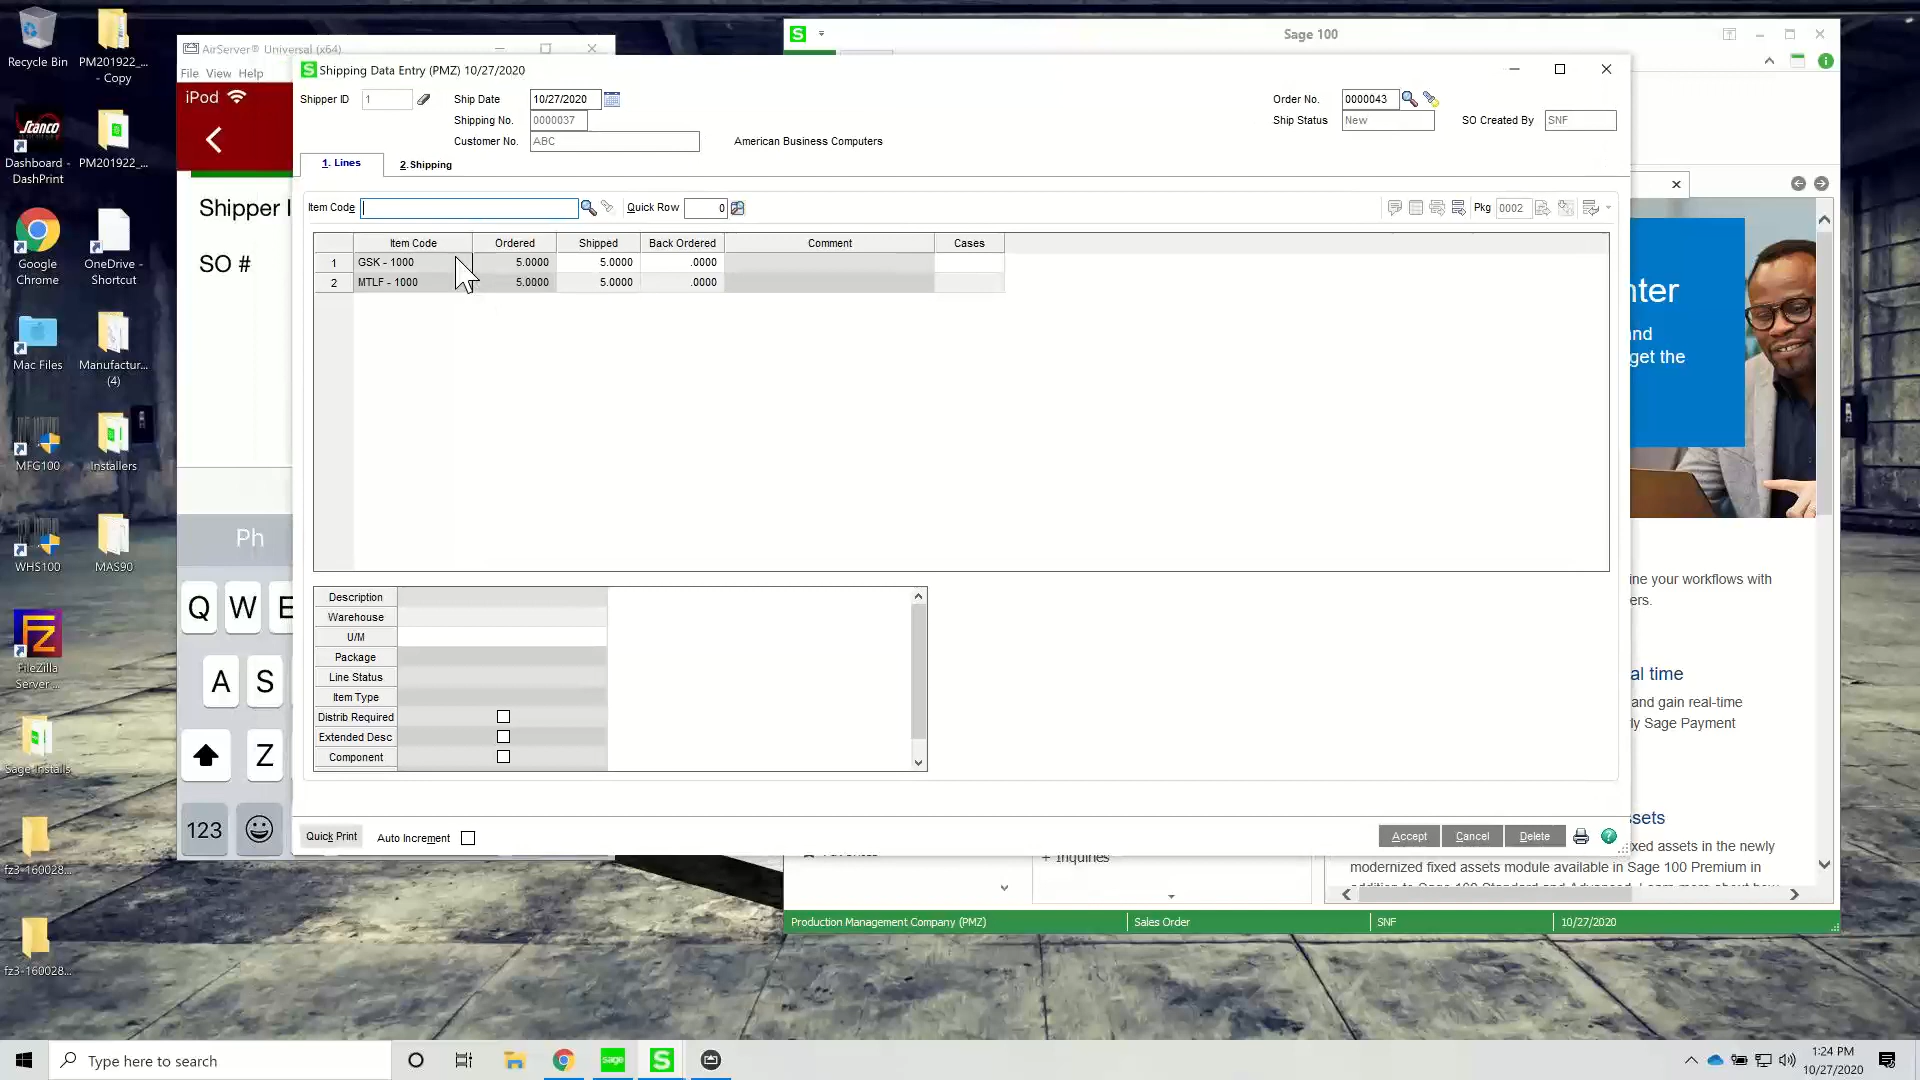 Recycle Bin
PM201922_...
- Copy
Stanco
Dashboard -
DashPrint
PM201922_...
Google
Chrome
OneDrive -
Shortcut
Mac Files
Manufactur...
(4)
MFG100
Installers
WHS100
MAS90
FileZilla
Server ...
Sage Installs
fz3-160028...
fz3-160028...
AirServer® Universal (x64)
File View Help
iPod
Shipper I
SO #
Ph
Q W E
A S
Z
123
Sage 100
Shipping Data Entry (PMZ) 10/27/2020
Shipper ID 1
Ship Date 10/27/2020
Order No. 0000043
Shipping No. 0000037
Ship Status New
SO Created By SNF
Customer No. ABC
American Business Computers
1. Lines
2. Shipping
Item Code
Quick Row 0
Pkg 0002
Item Code Ordered Shipped Back Ordered Comment Cases
1 GSK - 1000 5.0000 5.0000 .0000
2 MTLF - 1000 5.0000 5.0000 .0000
Description
Warehouse
U/M
Package
Line Status
Item Type
Distrib Required
Extended Desc
Component
Quick Print
Auto Increment
Accept
Cancel
Delete
nter
nd
get the
ine your workflows with
ers.
al time
and gain real-time
ly Sage Payment
ssets
xed assets in the newly
modernized fixed assets module available in Sage 100 Premium in
+ Inquiries
Production Management Company (PMZ)
Sales Order
SNF
10/27/2020
Type here to search
sage
1:24 PM
10/27/2020